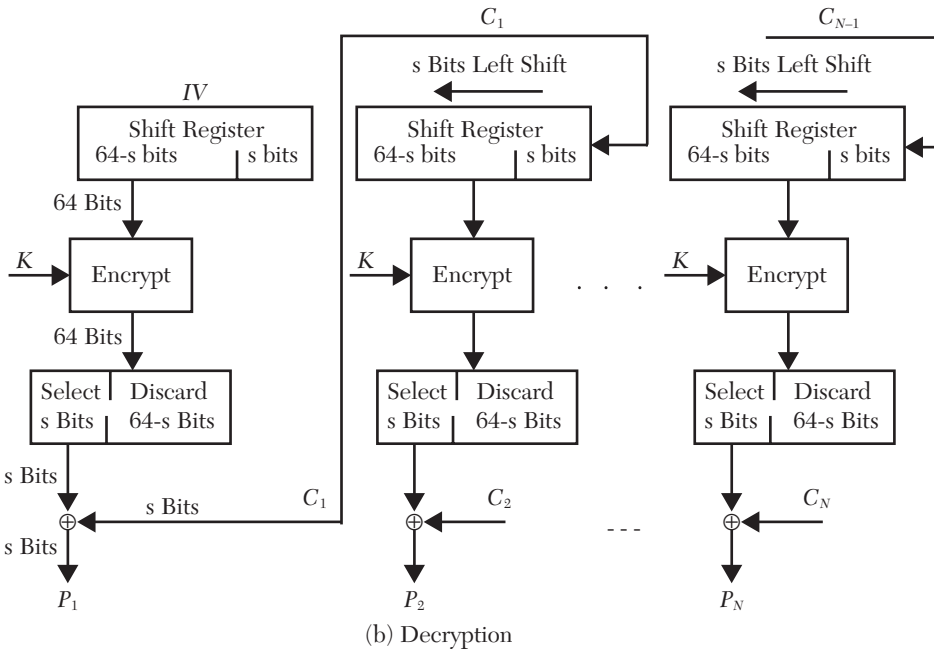 C1
CN–1
s Bits Left Shift
s Bits Left Shift
IV
Shift Register
64-s bits
s bits
Shift Register
64-s bits
s bits
Shift Register
64-s bits
s bits
64 Bits
K
Encrypt
K
Encrypt
. . .
K
Encrypt
64 Bits
Select
s Bits
Discard
64-s Bits
Select
s Bits
Discard
64-s Bits
Select
s Bits
Discard
64-s Bits
s Bits
s Bits
C1
C2
CN
- - -
s Bits
P1
P2
PN
(b) Decryption